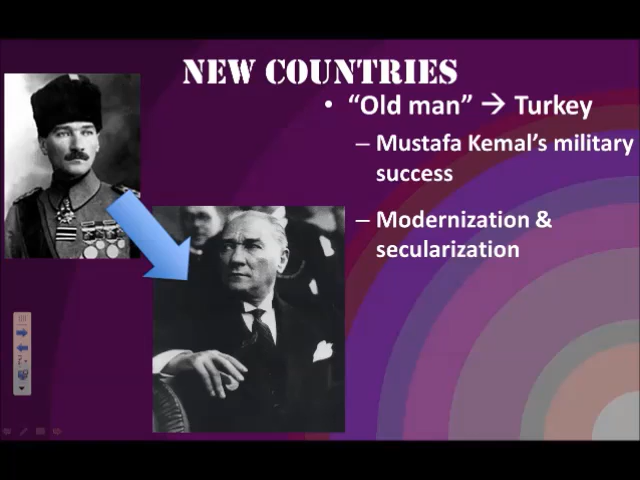 NEW COUNTRIES
• “Old man” → Turkey
– Mustafa Kemal’s military
success
– Modernization &
secularization